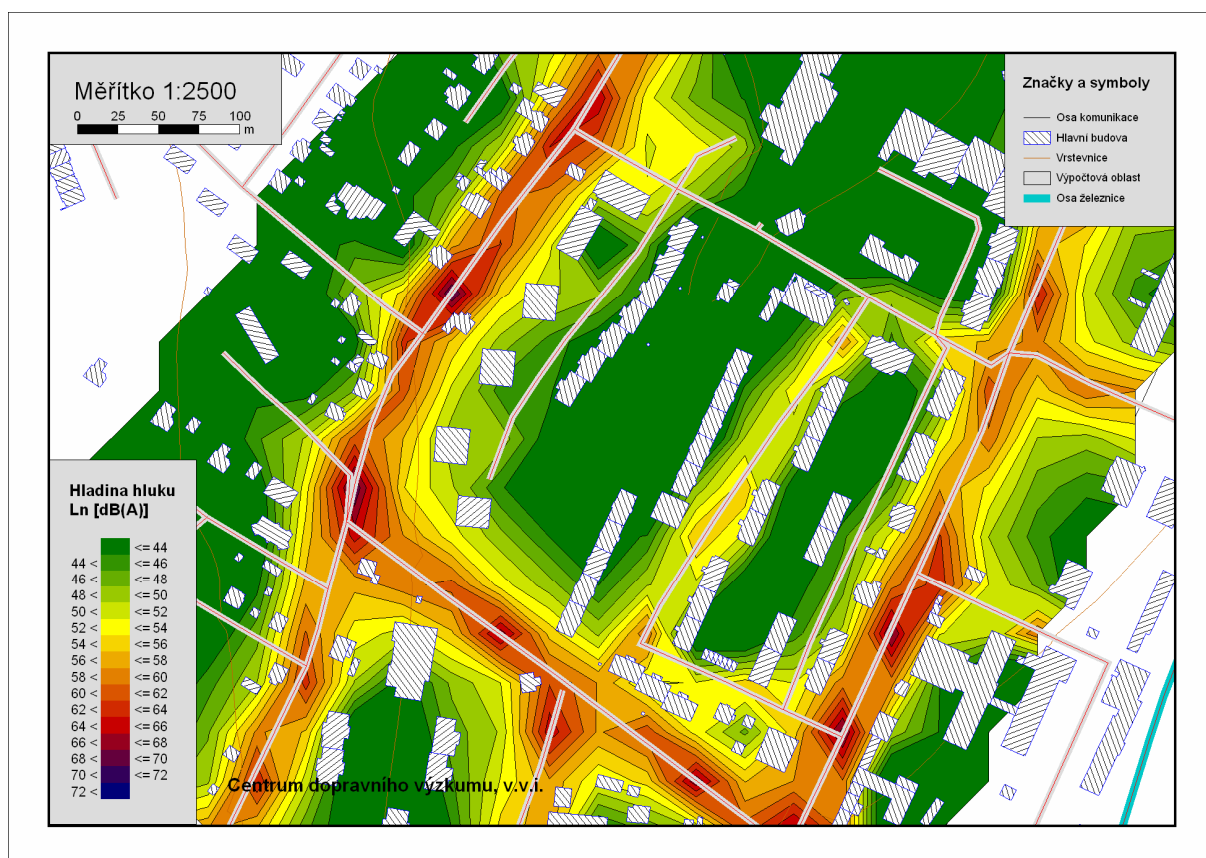 Měřítko 1:2500
0 25 50 75 100
m
Značky a symboly
Osa komunikace
Hlavní budova
Vrstevnice
Výpočtová oblast
Osa železnice
Hladina hluku
Ln [dB(A)]
<= 44
44 < <= 46
46 < <= 48
48 < <= 50
50 < <= 52
52 < <= 54
54 < <= 56
56 < <= 58
58 < <= 60
60 < <= 62
62 < <= 64
64 < <= 66
66 < <= 68
68 < <= 70
70 < <= 72
72 <
Centrum dopravního výzkumu, v.v.i.